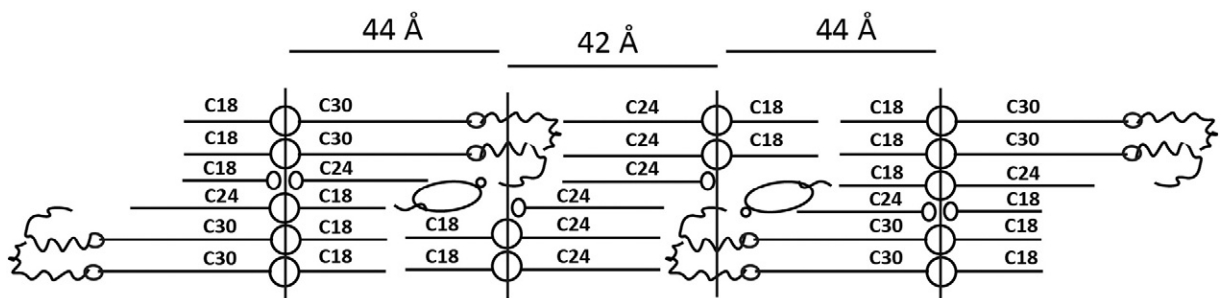 44 Å 42 Å 44 Å
C18 C30 C24 C18 C18 C30
C18 C30 C24 C18 C18 C30
C18 C24 C24 C18 C24
C24 C18 C24 C24 C18
C30 C18 C18 C24 C30 C18
C30 C18 C18 C24 C30 C18